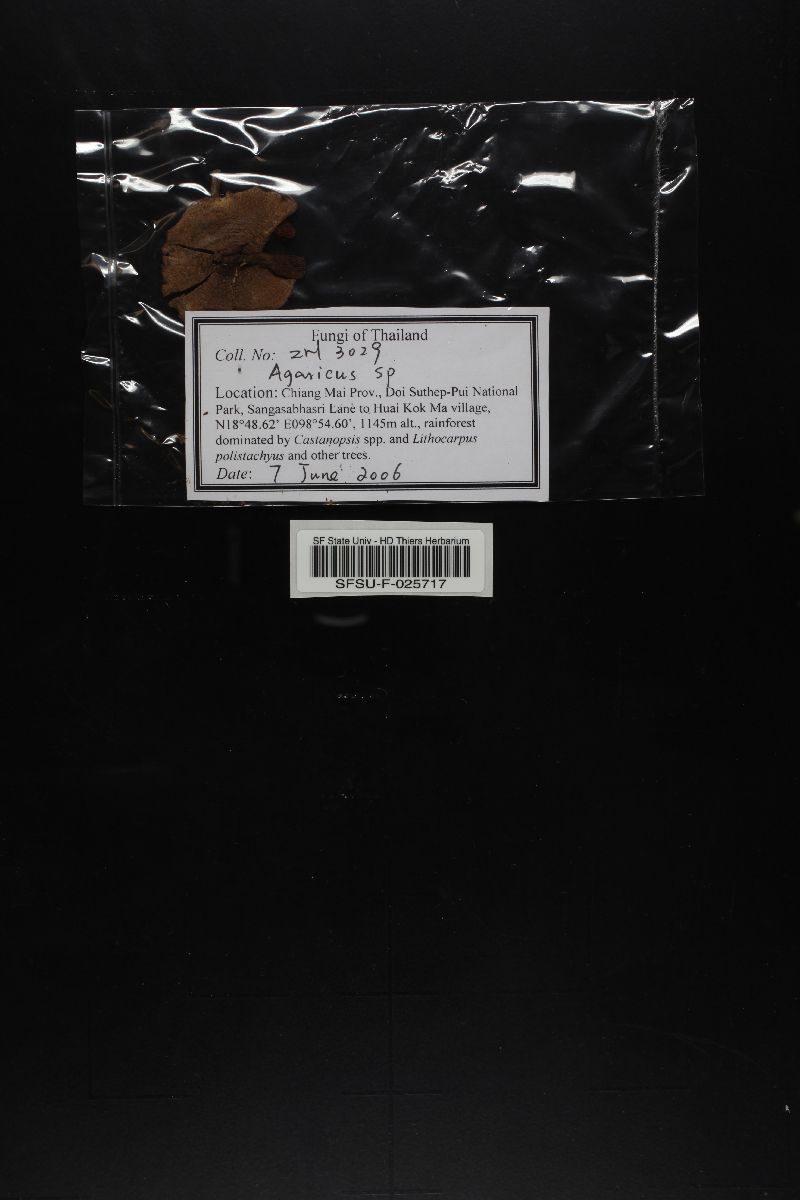 Fungi of Thailand
Coll. No: ZRL 3029
Agaricus sp
Location: Chiang Mai Prov., Doi Suthep-Pui National
Park, Sangasabhasri Lane to Huai Kok Ma village,
N18°48.62’ E098°54.60’, 1145m alt., rainforest
dominated by Castanopsis spp. and Lithocarpus
polistachyus and other trees.
Date: 7 June 2006
SF State Univ - HD Thiers Herbarium
SFSU-F-025717